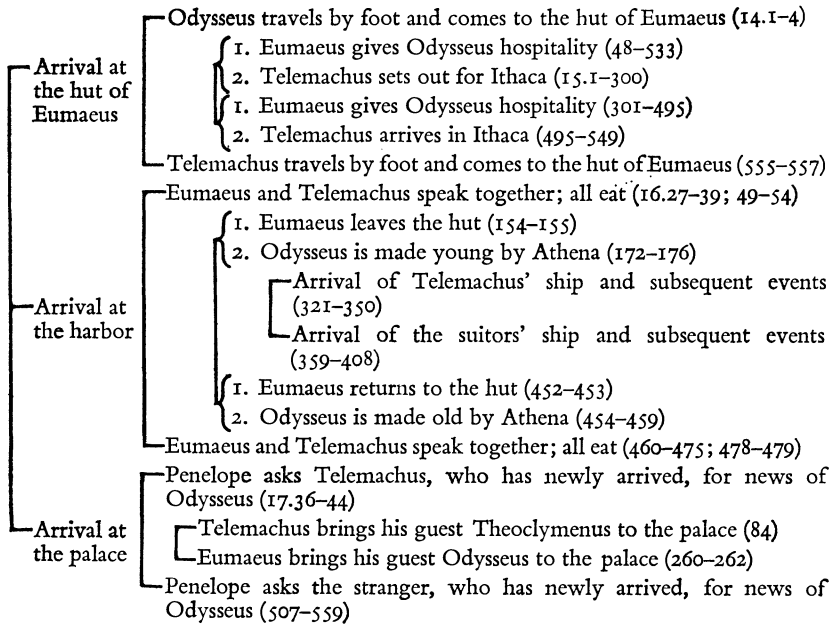 Odysseus travels by foot and comes to the hut of Eumaeus (14.1–4)
1. Eumaeus gives Odysseus hospitality (48–533)
Arrival at
the hut of
Eumaeus
2. Telemachus sets out for Ithaca (15.1–300)
1. Eumaeus gives Odysseus hospitality (301–495)
2. Telemachus arrives in Ithaca (495–549)
Telemachus travels by foot and comes to the hut of Eumaeus (555–557)
Eumaeus and Telemachus speak together; all eat (16.27–39; 49–54)
1. Eumaeus leaves the hut (154–155)
2. Odysseus is made young by Athena (172–176)
Arrival of Telemachus’ ship and subsequent events
(321–350)
Arrival at
the harbor
Arrival of the suitors’ ship and subsequent events
(359–408)
1. Eumaeus returns to the hut (452–453)
2. Odysseus is made old by Athena (454–459)
Eumaeus and Telemachus speak together; all eat (460–475; 478–479)
Penelope asks Telemachus, who has newly arrived, for news of
Odysseus (17.36–44)
Arrival at
the palace
Telemachus brings his guest Theoclymenus to the palace (84)
Eumaeus brings his guest Odysseus to the palace (260–262)
Penelope asks the stranger, who has newly arrived, for news of
Odysseus (507–559)